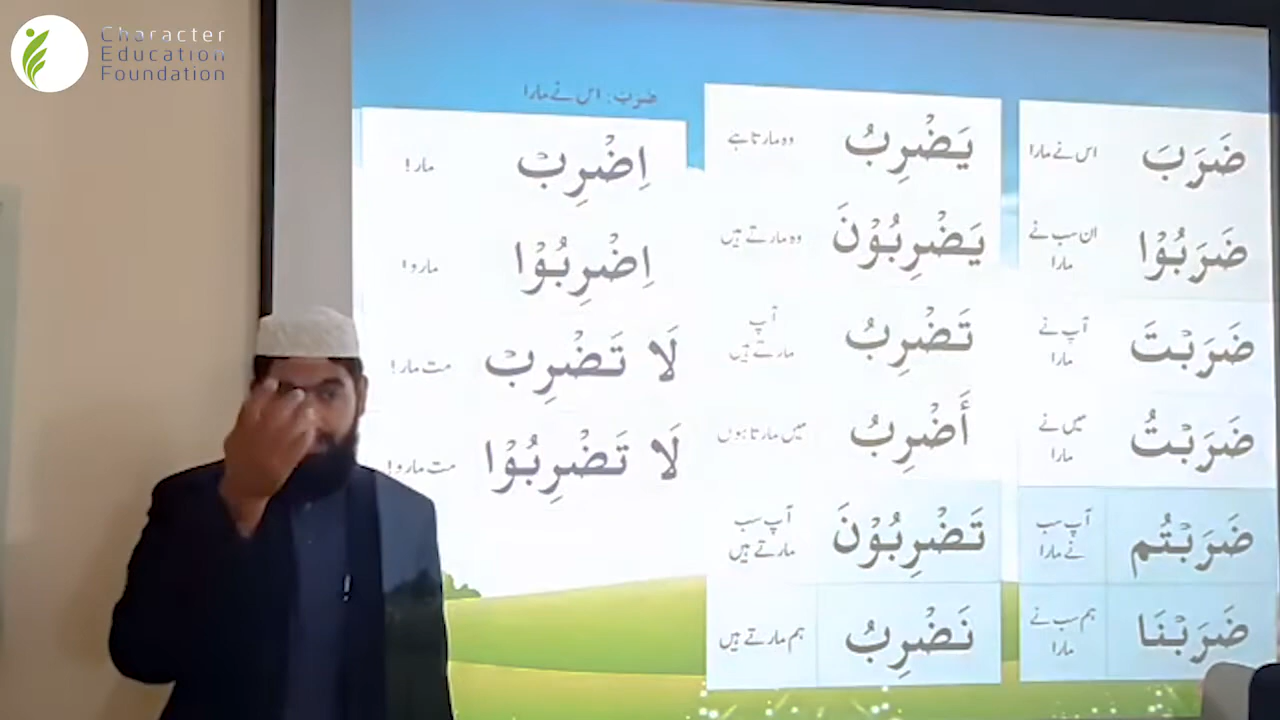 Character
Education
Foundation
ضَرَبَ: اس نے مارا
ضَرَبَ
اس نے مارا
ضَرَبُوْا
ان سب نے
مارا
ضَرَبْتَ
آپ نے
مارا
ضَرَبْتُ
میں نے
مارا
ضَرَبْتُم
آپ سب
نے مارا
ضَرَبْنَا
ہم سب نے
مارا
يَضْرِبُ
وہ مارتا ہے
يَضْرِبُوْنَ
وہ مارتے ہیں
تَضْرِبُ
آپ
مارتے ہیں
أَضْرِبُ
میں مارتا ہوں
تَضْرِبُوْنَ
آپ سب
مارتے ہیں
نَضْرِبُ
ہم مارتے ہیں
اِضْرِبْ
مار!
اِضْرِبُوْا
مارو!
لَا تَضْرِبْ
مت مار!
لَا تَضْرِبُوْا
مت مارو!